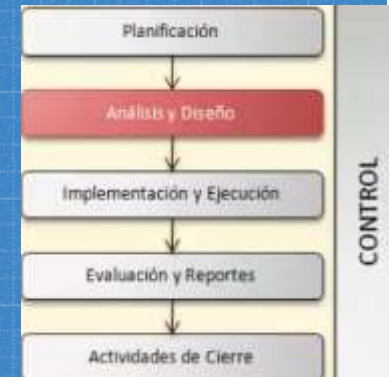 Planificación
Análisis y Diseño
Implementación y Ejecución
Evaluación y Reportes
Actividades de Cierre
CONTROL